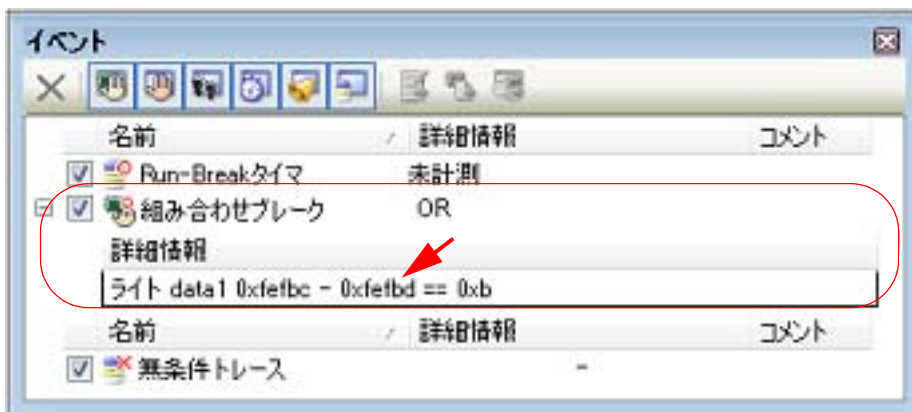 イベント
名前 詳細情報 コメント
Run-Breakタイマ 未計測
組み合わせブレーク OR
詳細情報
ライト data1 0xfefbc - 0xfefbd == 0xb
名前 詳細情報 コメント
無条件トレース -